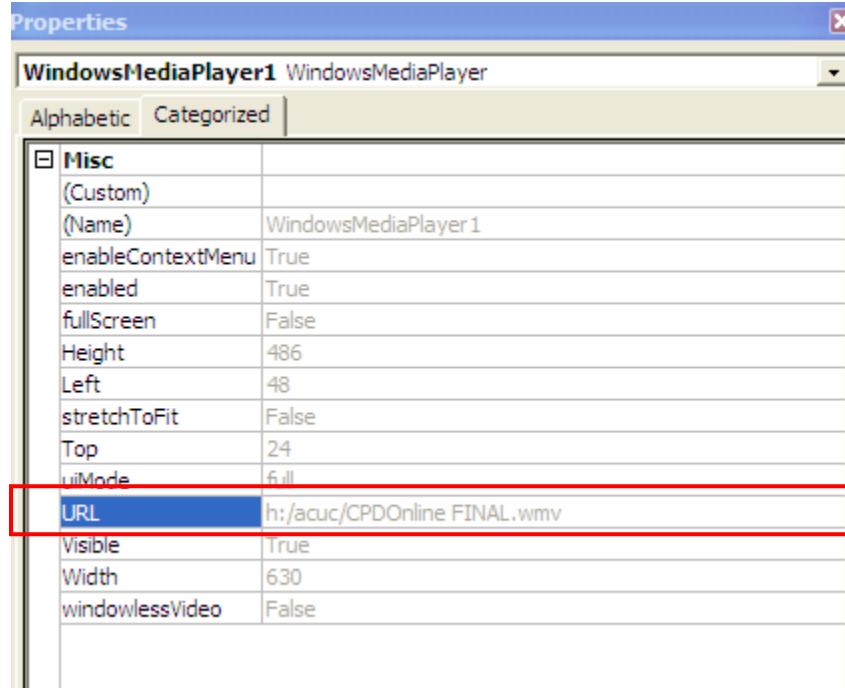 Properties
WindowsMediaPlayer1 WindowsMediaPlayer
Alphabetic Categorized
Misc
(Custom)
(Name) WindowsMediaPlayer1
enableContextMenu True
enabled True
fullScreen False
Height 486
Left 48
stretchToFit False
Top 24
uiMode full
URL h:/acuc/CPDOnline FINAL.wmv
Visible True
Width 630
windowlessVideo False